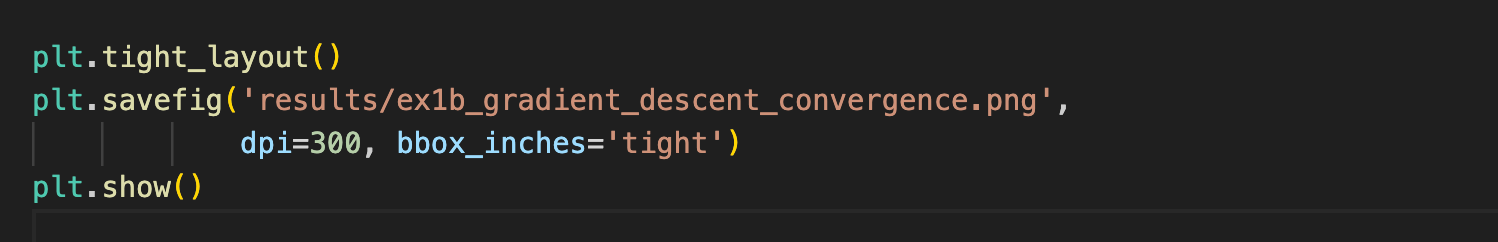 plt.tight_layout()
plt.savefig('results/ex1b_gradient_descent_convergence.png',
            dpi=300, bbox_inches='tight')
plt.show()